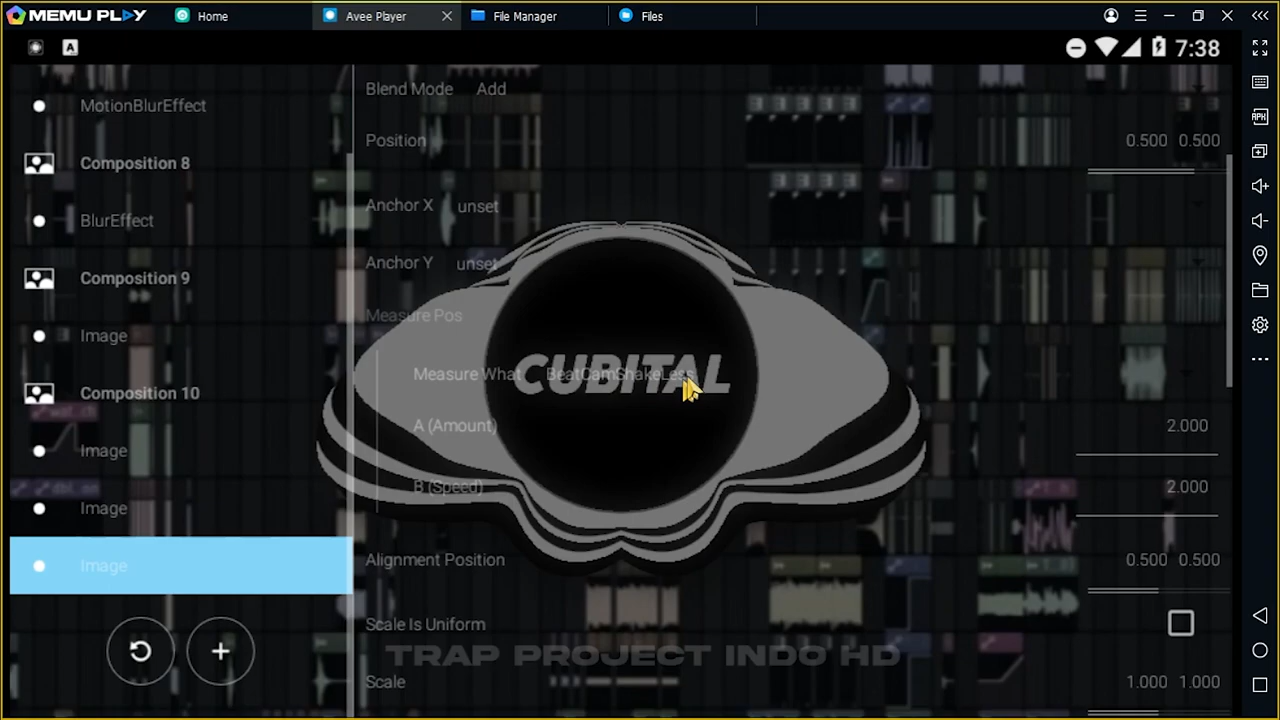 MEMU PLAY
Home
Avee Player
File Manager
Files
A
7:38
MotionBlurEffect
Composition 8
BlurEffect
Composition 9
Image
Composition 10
Image
Image
Image
Blend Mode Add
Position 0.500 0.500
Anchor X unset
Anchor Y unset
Measure Pos
Measure What BeatCamShakeLess
CUBITAL
A (Amount) 2.000
B (Speed) 2.000
Alignment Position 0.500 0.500
Scale Is Uniform
TRAP PROJECT INDO HD
Scale 1.000 1.000
APK